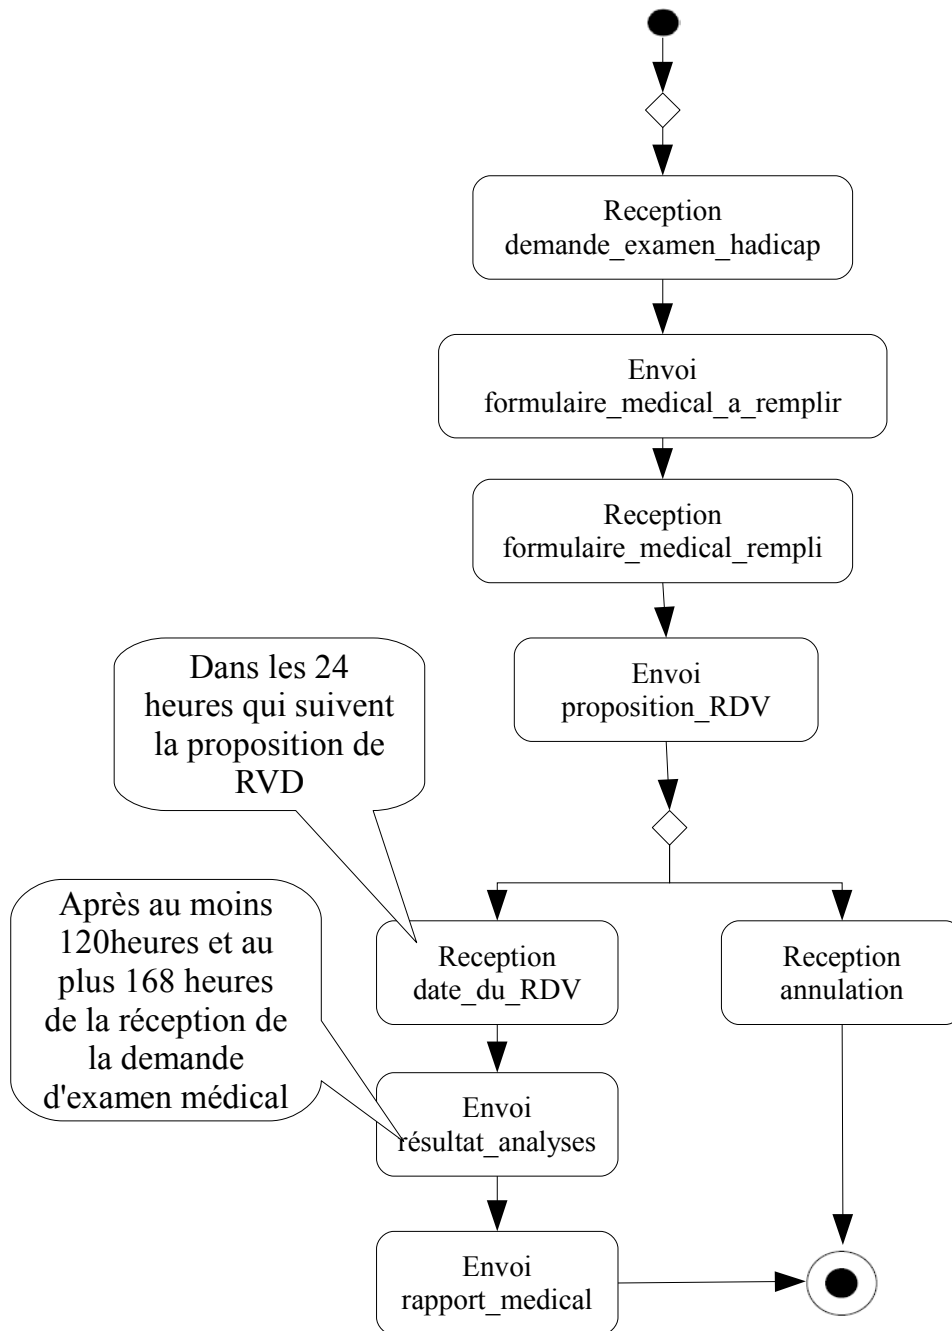 Reception
demande_examen_hadicap
Envoi
formulaire_medical_a_remplir
Reception
formulaire_medical_rempli
Envoi
proposition_RDV
Dans les 24
heures qui suivent
la proposition de
RVD
Après au moins
120heures et au
plus 168 heures
de la réception de
la demande
d'examen médical
Reception
date_du_RDV
Reception
annulation
Envoi
résultat_analyses
Envoi
rapport_medical